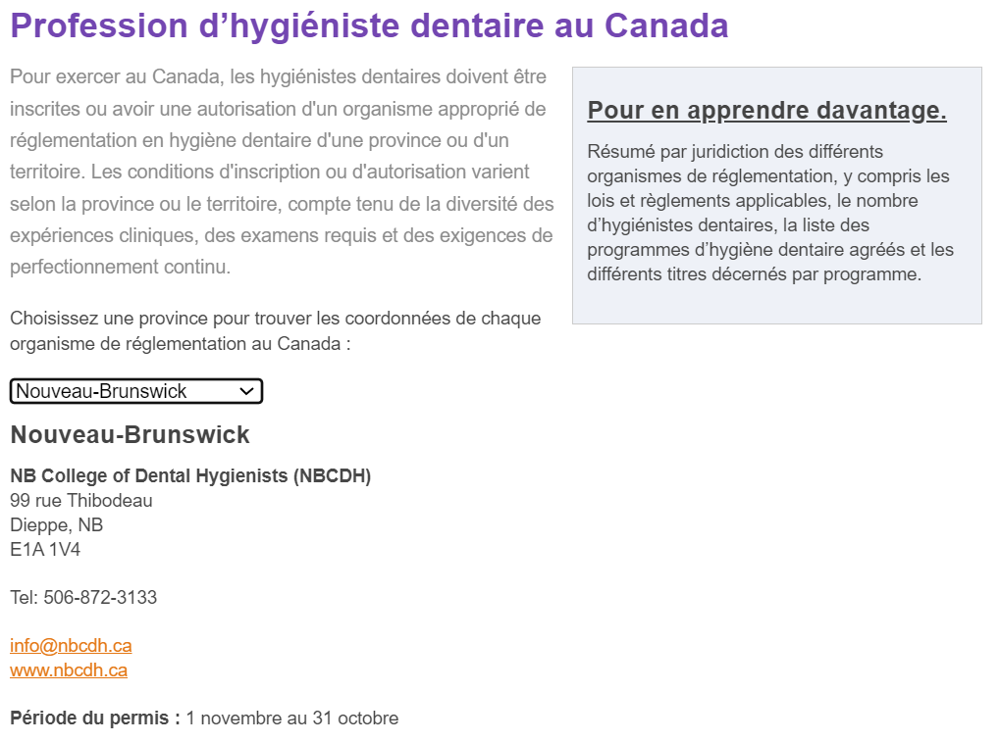 Profession d’hygiéniste dentaire au Canada
Pour exercer au Canada, les hygiénistes dentaires doivent être
inscrites ou avoir une autorisation d'un organisme approprié de
réglementation en hygiène dentaire d'une province ou d'un
territoire. Les conditions d'inscription ou d'autorisation varient
selon la province ou le territoire, compte tenu de la diversité des
expériences cliniques, des examens requis et des exigences de
perfectionnement continu.
Pour en apprendre davantage.
Résumé par juridiction des différents
organismes de réglementation, y compris les
lois et règlements applicables, le nombre
d’hygiénistes dentaires, la liste des
programmes d’hygiène dentaire agréés et les
différents titres décernés par programme.
Choisissez une province pour trouver les coordonnées de chaque
organisme de réglementation au Canada :
Nouveau-Brunswick
Nouveau-Brunswick
NB College of Dental Hygienists (NBCDH)
99 rue Thibodeau
Dieppe, NB
E1A 1V4
Tel: 506-872-3133
info@nbcdh.ca
www.nbcdh.ca
Période du permis : 1 novembre au 31 octobre